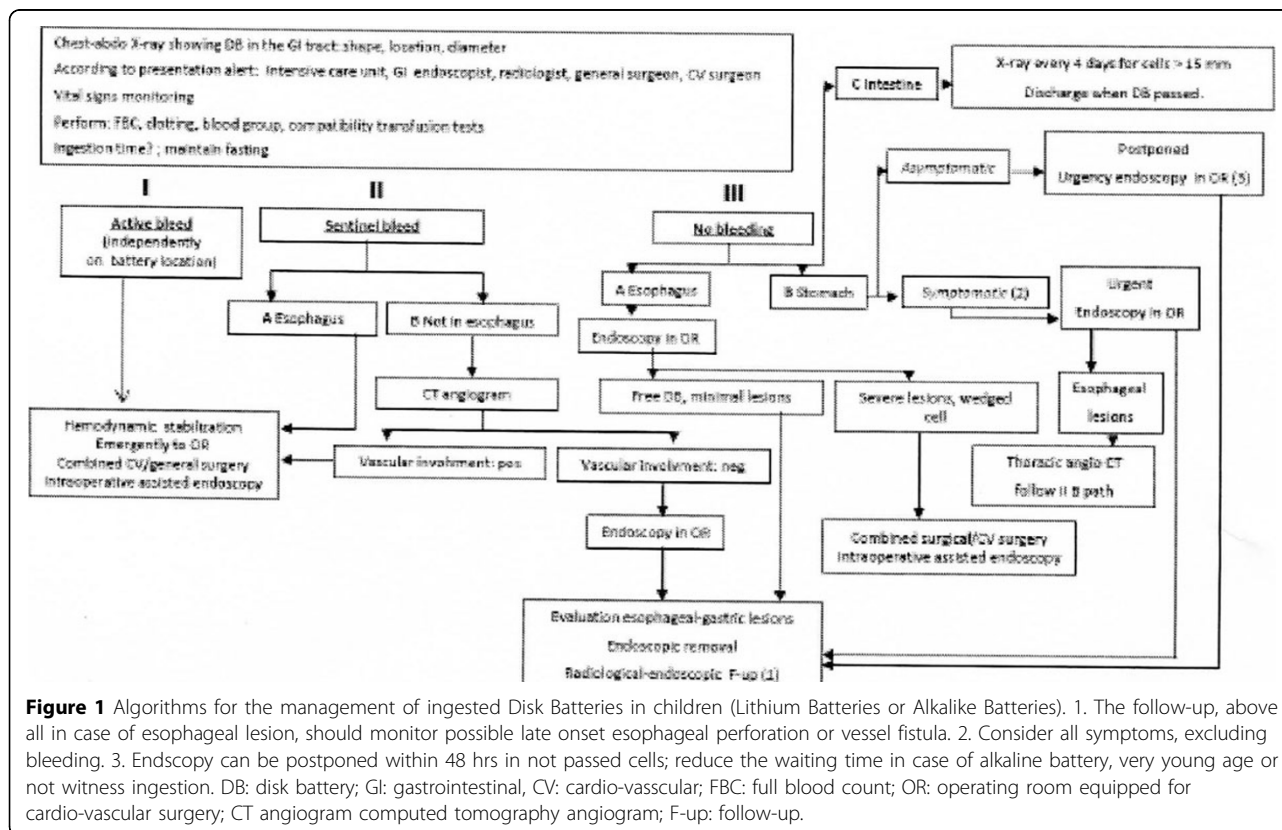 Chest-abdo X-ray showing DB in the GI tract: shape, location, diameter
According to presentation alert: Intensive care unit, GI endoscopist, radiologist, general surgeon, CV surgeon
Vital signs monitoring
Perform: FBC, clotting, blood group, compatibility transfusion tests
Ingestion time? ; maintain fasting
C Intestine
X-ray every 4 days for cells > 15 mm
Discharge when DB passed.
Asymptomatic
Postponed
Urgency endoscopy in OR (3)
I
II
III
Active bleed
(independently
on battery location)
Sentinel bleed
No bleeding
A Esophagus
B Not in esophagus
A Esophagus
B Stomach
Symptomatic (2)
Urgent
Endoscopy in OR
Endoscopy in OR
CT angiogram
Free DB, minimal lesions
Severe lesions, wedged
cell
Esophageal
lesions
Hemodynamic stabilization
Emergently to OR
Combined CV/general surgery
Intraoperative assisted endoscopy
Vascular involvment: pos
Vascular involvment: neg
Thoracic angio-CT
follow II B path
Endoscopy in OR
Combined surgical/CV surgery
Intraoperative assisted endoscopy
Evaluation esophageal-gastric lesions
Endoscopic removal
Radiological-endoscopic F-up (1)
Figure 1 Algorithms for the management of ingested Disk Batteries in children (Lithium Batteries or Alkalike Batteries). 1. The follow-up, above
all in case of esophageal lesion, should monitor possible late onset esophageal perforation or vessel fistula. 2. Consider all symptoms, excluding
bleeding. 3. Endscopy can be postponed within 48 hrs in not passed cells; reduce the waiting time in case of alkaline battery, very young age or
not witness ingestion. DB: disk battery; GI: gastrointestinal, CV: cardio-vasscular; FBC: full blood count; OR: operating room equipped for
cardio-vascular surgery; CT angiogram computed tomography angiogram; F-up: follow-up.